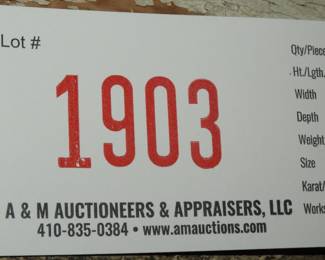 Lot #
1903
Qty/Piece
Ht./Lgth.
Width
Depth
Weight
Size
Karat/
Works
A & M AUCTIONEERS & APPRAISERS, LLC
410-835-0384 • www.amauctions.com